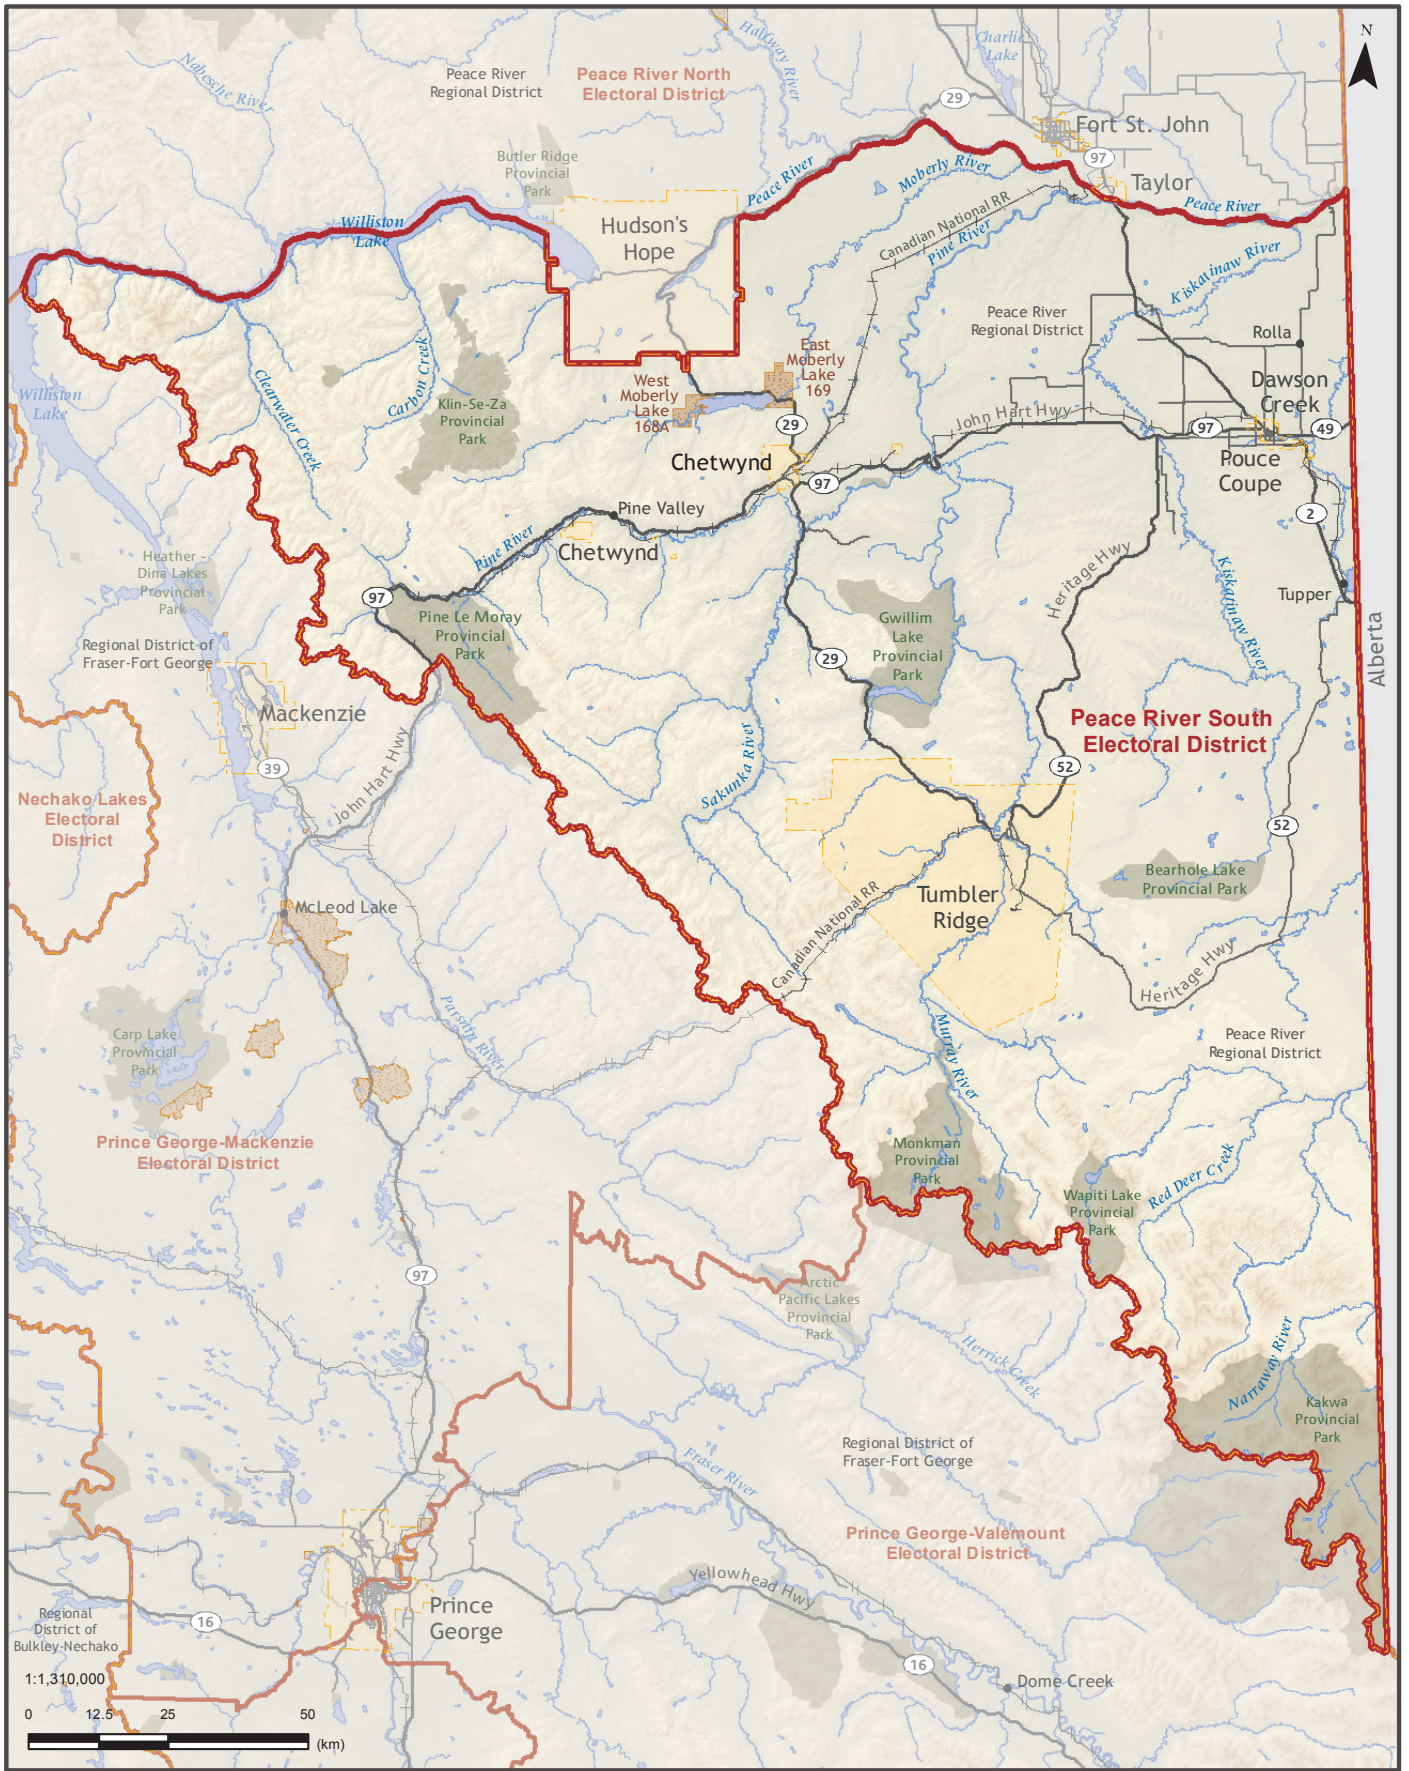 N
Nabesche River
Peace River
Regional District
Peace River North
Electoral District
Halfway River
Charlie
Lake
29
Fort St. John
97
Taylor
Butler Ridge
Provincial
Park
Peace River
Moberly River
Peace River
Williston
Lake
Hudson's
Hope
Canadian National RR
Pine River
Kiskatinaw River
Peace River
Regional District
Rolla
Williston
Lake
Clearwater Creek
Carbon Creek
Klin-Se-Za
Provincial
Park
West
Moberly
Lake
168A
East
Moberly
Lake
169
29
John Hart Hwy
Dawson
Creek
97
49
Pouce
Coupe
2
Chetwynd
97
Pine Valley
Pine River
Chetwynd
Heather -
Dina Lakes
Provincial
Park
97
Pine Le Moray
Provincial
Park
Heritage Hwy
Kiskatinaw River
Tupper
Alberta
Gwillim
Lake
Provincial
Park
29
Regional District of
Fraser-Fort George
Mackenzie
39
John Hart Hwy
Sakunka River
Peace River South
Electoral District
52
52
Nechako Lakes
Electoral
District
McLeod Lake
Canadian National RR
Tumbler
Ridge
Bearhole Lake
Provincial Park
Heritage Hwy
Parsnip River
Carp Lake
Provincial
Park
Murray River
Peace River
Regional District
Prince George-Mackenzie
Electoral District
Monkman
Provincial
Park
Wapiti Lake
Provincial
Park
Red Deer Creek
97
Arctic
Pacific Lakes
Provincial
Park
Herrick Creek
Narraway River
Kakwa
Provincial
Park
Regional District of
Fraser-Fort George
Fraser River
Prince George-Valemount
Electoral District
Yellowhead Hwy
Prince
George
16
Regional
District of
Bulkley-Nechako
16
Dome Creek
1:1,310,000
0 12.5 25 50
(km)